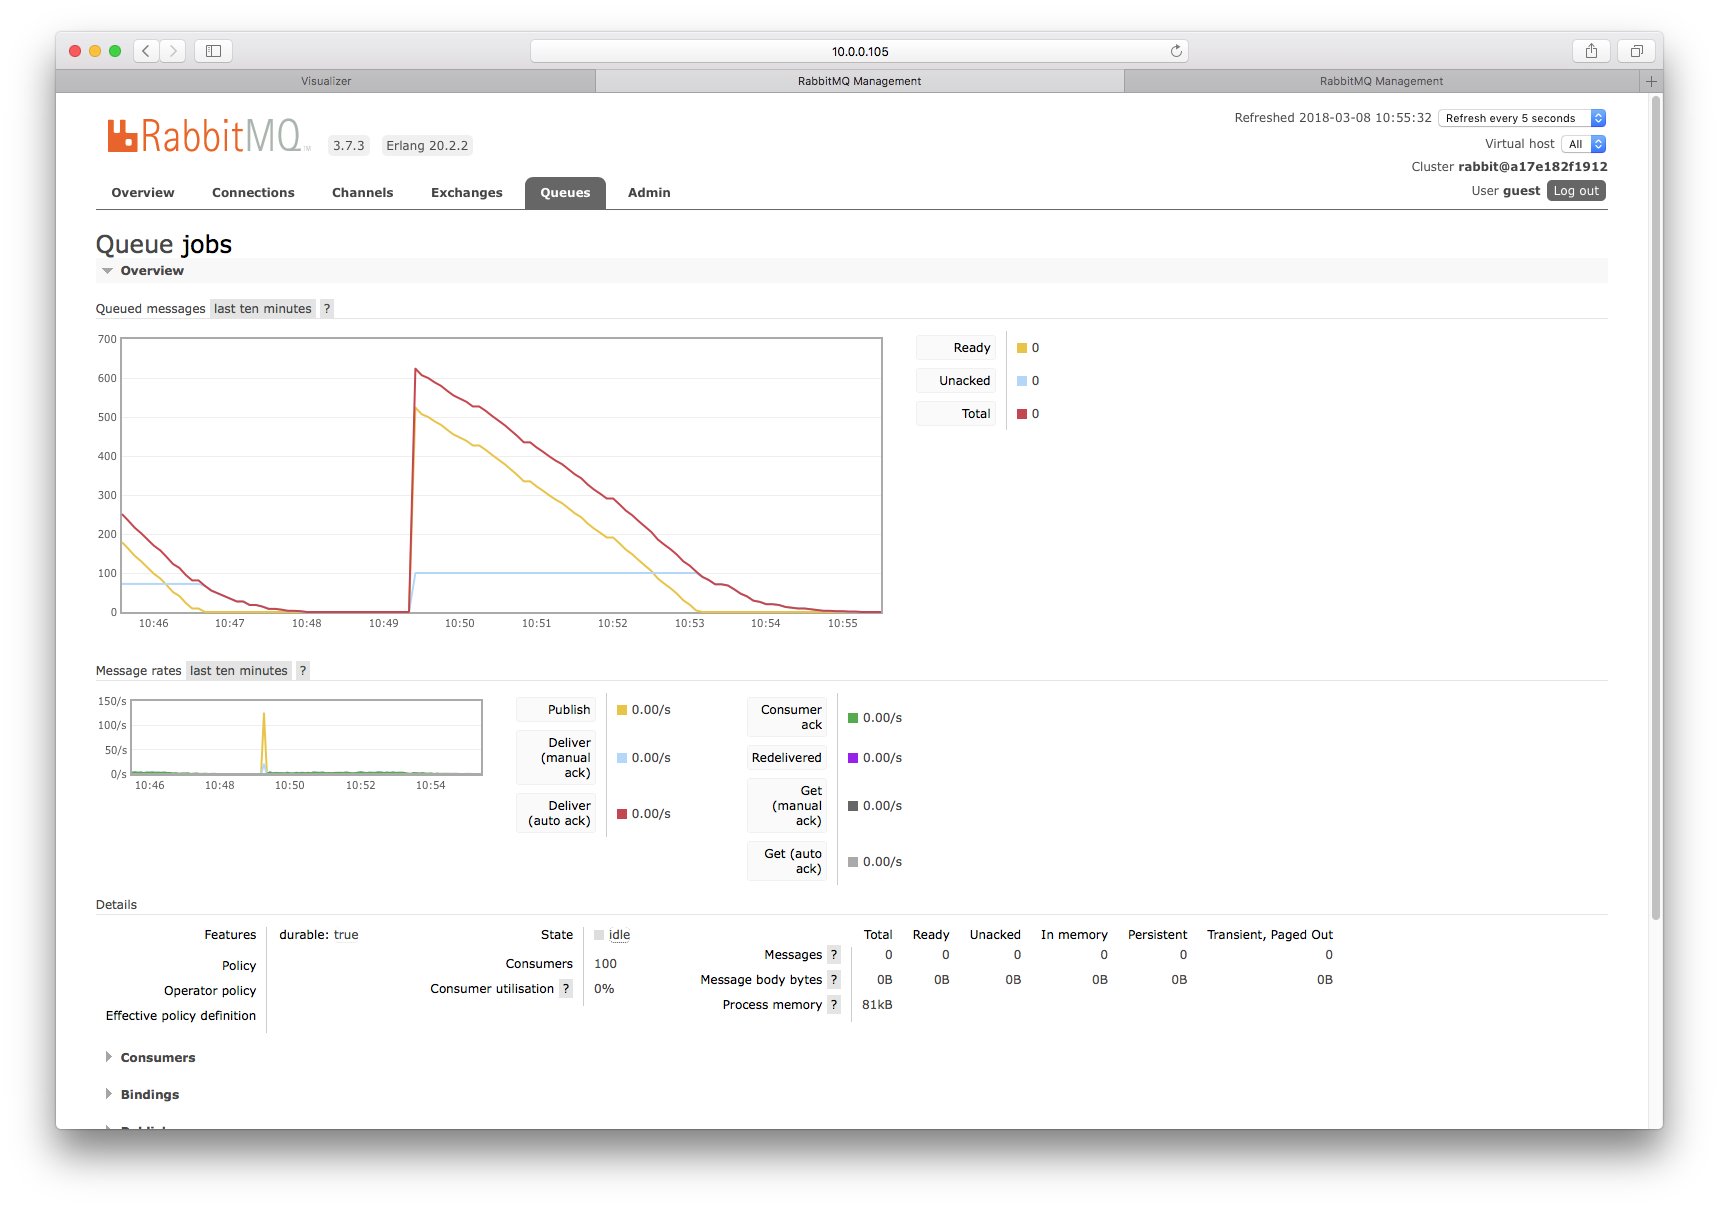 10.0.0.105
Visualizer
RabbitMQ Management
RabbitMQ Management
RabbitMQ™ 3.7.3 Erlang 20.2.2
Refreshed 2018-03-08 10:55:32 Refresh every 5 seconds
Virtual host All
Cluster rabbit@a17e182f1912
User guest Log out
Overview Connections Channels Exchanges Queues Admin
Queue jobs
Overview
Queued messages last ten minutes ?
700
600
500
400
300
200
100
0
10:46 10:47 10:48 10:49 10:50 10:51 10:52 10:53 10:54 10:55
Ready 0
Unacked 0
Total 0
Message rates last ten minutes ?
150/s
100/s
50/s
0/s
10:46 10:48 10:50 10:52 10:54
Publish 0.00/s
Deliver
(manual
ack) 0.00/s
Deliver
(auto ack) 0.00/s
Consumer
ack 0.00/s
Redelivered 0.00/s
Get
(manual
ack) 0.00/s
Get (auto
ack) 0.00/s
Details
Features durable: true
Policy
Operator policy
Effective policy definition
State idle
Consumers 100
Consumer utilisation ? 0%
Total Ready Unacked In memory Persistent Transient, Paged Out
Messages ? 0 0 0 0 0 0
Message body bytes ? 0B 0B 0B 0B 0B 0B
Process memory ? 81kB
Consumers
Bindings